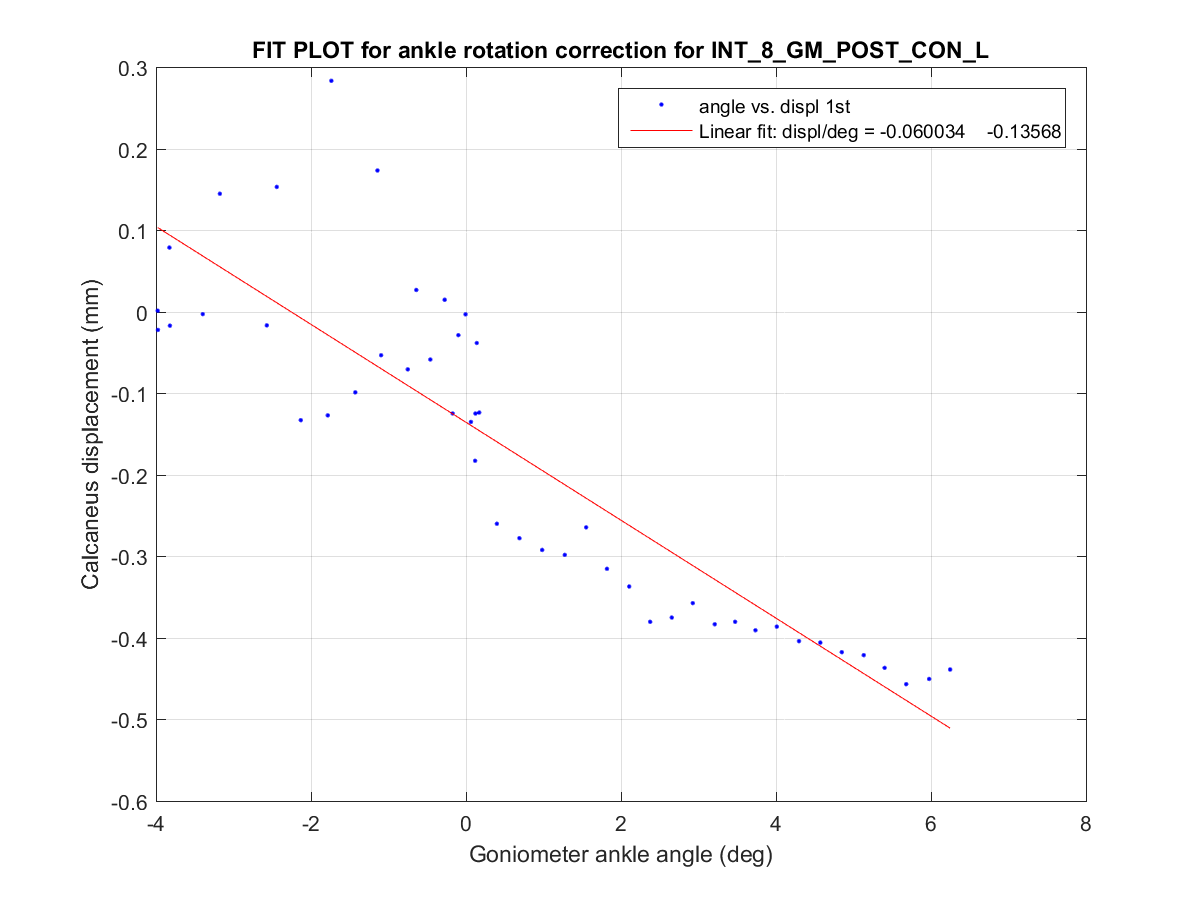 FIT PLOT for ankle rotation correction for INT_8_GM_POST_CON_L
angle vs. displ 1st
Linear fit: displ/deg = -0.060034 -0.13568
0.3
0.2
0.1
0
-0.1
-0.2
-0.3
-0.4
-0.5
-0.6
Calcaneus displacement (mm)
-4 -2 0 2 4 6 8
Goniometer ankle angle (deg)